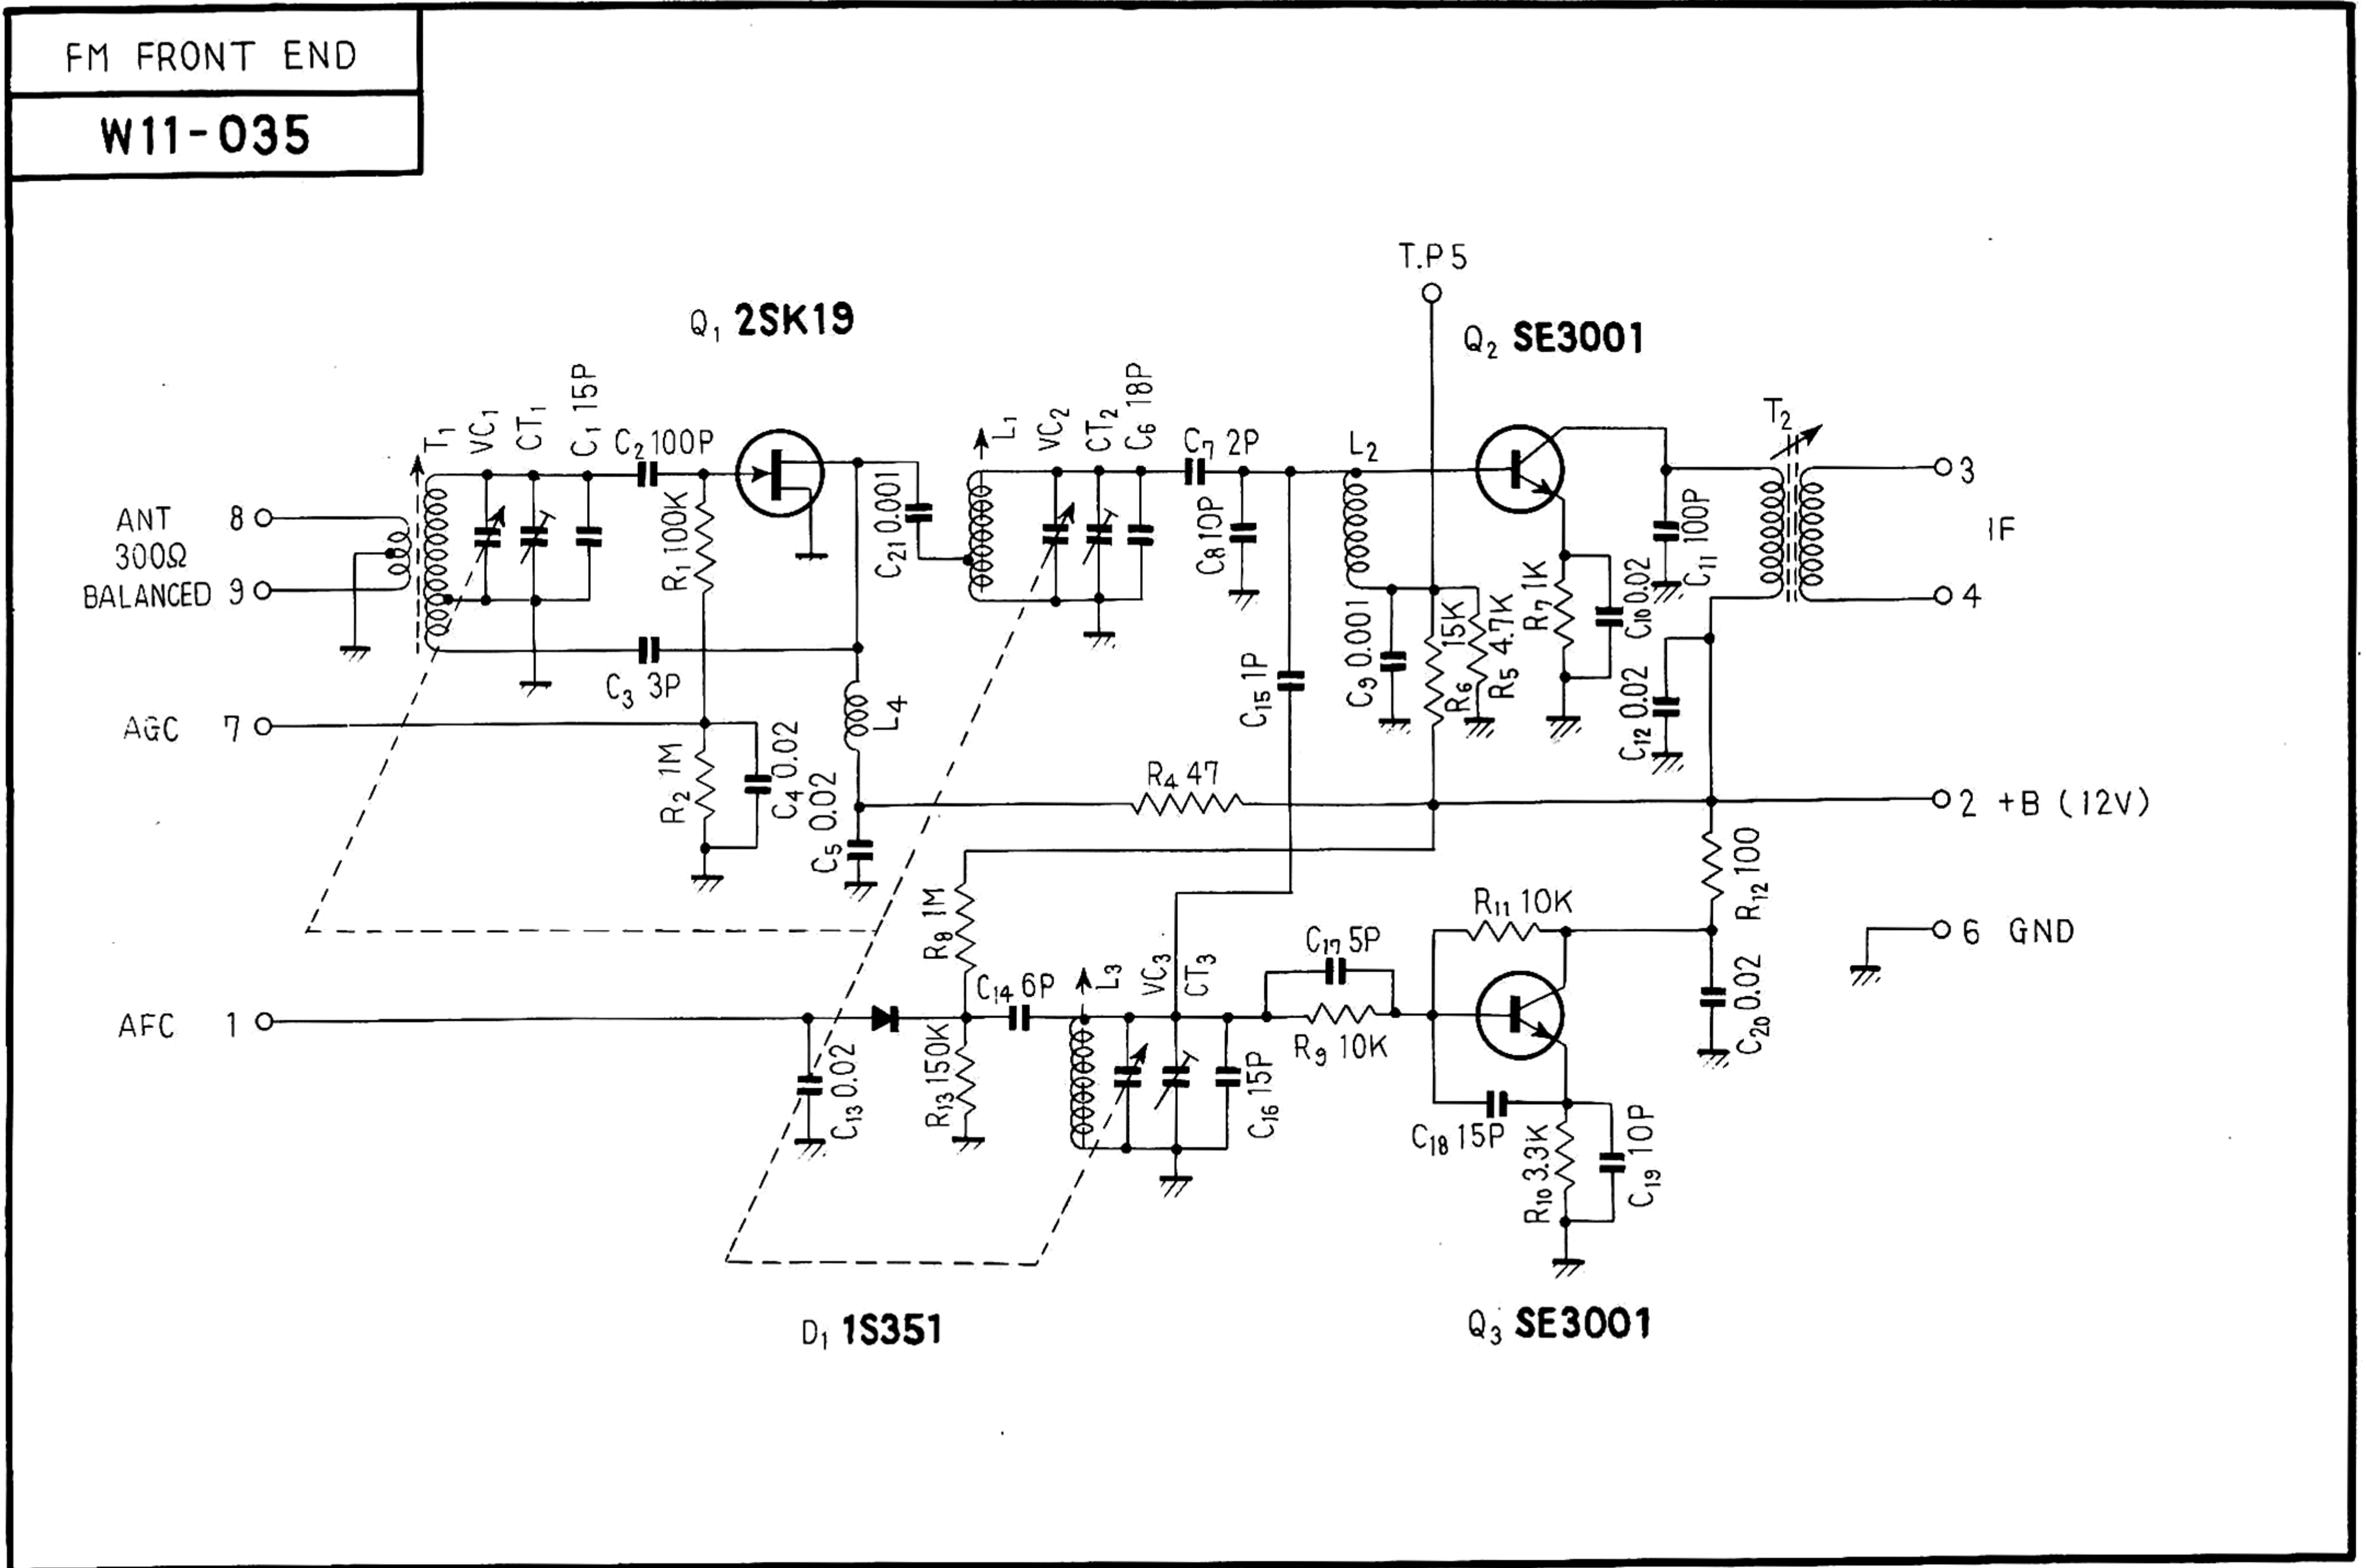 FM FRONT END
W11-035
T.P 5
Q1 2SK19
Q2 SE3001
T1
VC1
CT1
C1 15P
C2 100P
R1 100K
C21 0.001
L1
VC2
CT2
C6 18P
C7 2P
C8 10P
L2
T2
C11 100P
3
IF
4
ANT
300Ω
BALANCED
8
9
C3 3P
L4
C15 1P
C9 0.001
R6 15K
R5 4.7K
R7 1K
C10 0.02
C12 0.02
AGC 7
R2 1M
C4 0.02
C5 0.02
R4 47
2 +B (12V)
R12 100
R8 1M
R11 10K
6 GND
C17 5P
C14 6P
L3
VC3
CT3
AFC 1
R9 10K
C20 0.02
C13 0.02
R13 150K
C16 15P
C18 15P
R10 3.3K
C19 10P
D1 1S351
Q3 SE3001